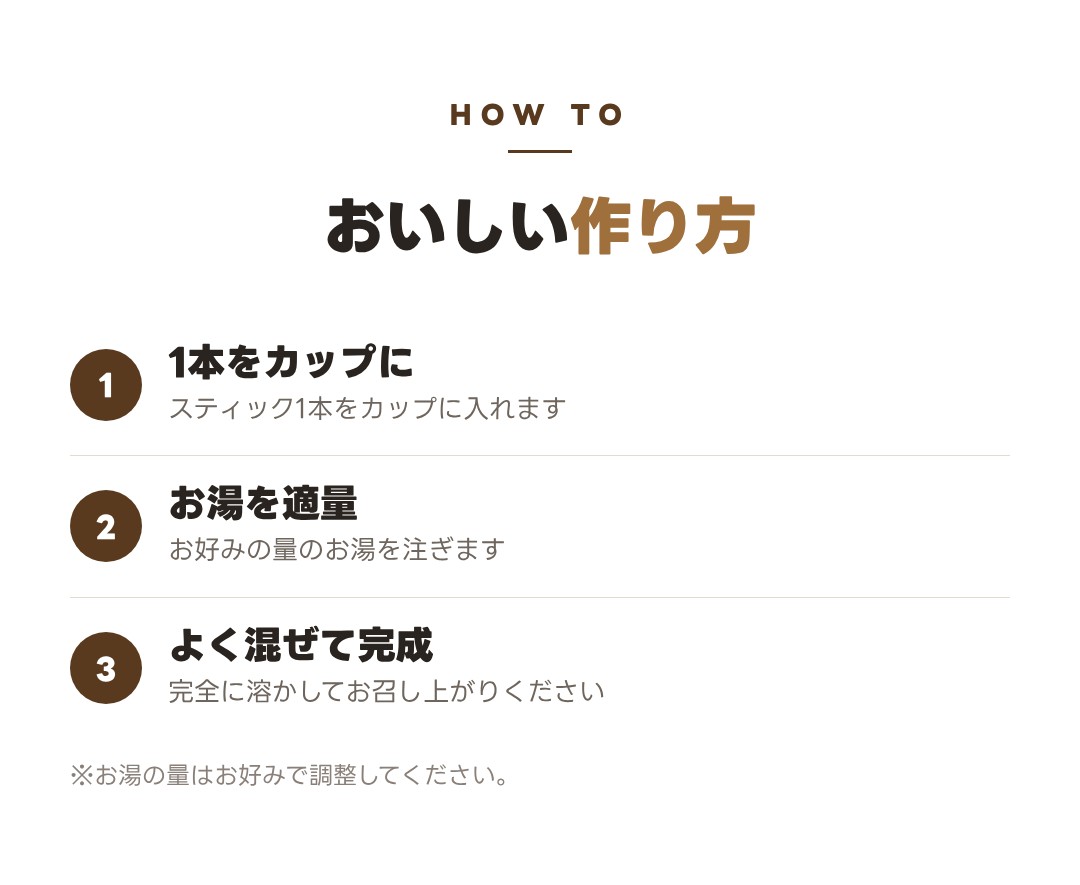 HOW TO
おいしい作り方
1
1本をカップに
スティック1本をカップに入れます
2
お湯を適量
お好みの量のお湯を注ぎます
3
よく混ぜて完成
完全に溶かしてお召し上がりください
※お湯の量はお好みで調整してください。